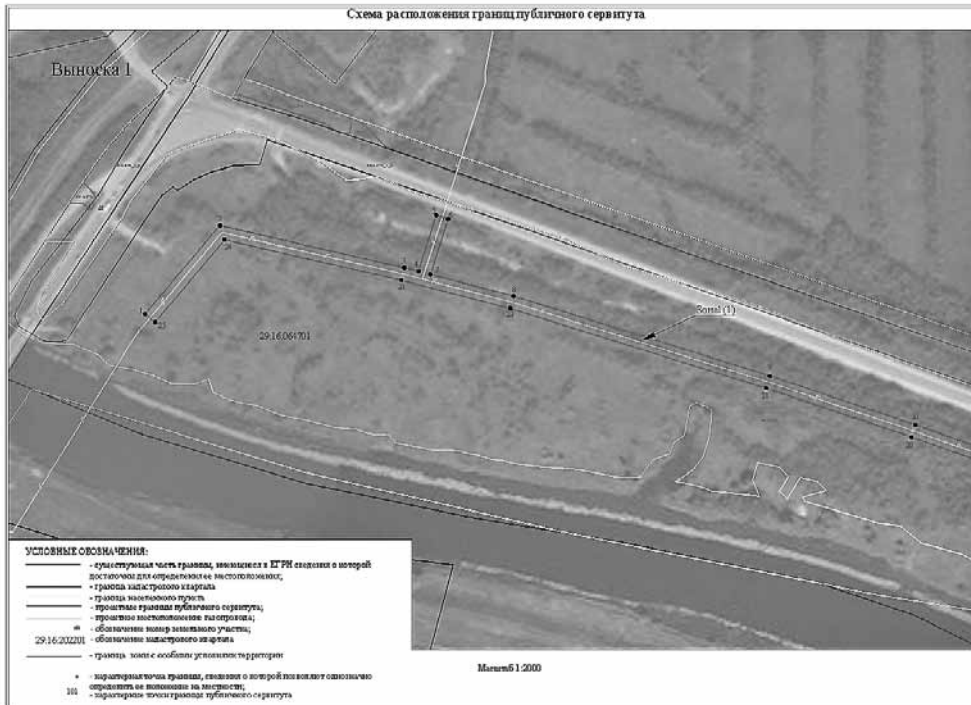 Схема расположения границ публичного сервитута
Выноска 1
29:16:064701
УСЛОВНЫЕ ОБОЗНАЧЕНИЯ:
- существующая часть границы, имеющиеся в ЕГРН сведения о которой
достаточны для определения ее местоположения;
- граница кадастрового квартала
- граница населенного пункта
- проектные границы публичного сервитута;
- проектное местоположение газопровода;
- обозначение номер земельного участка;
29:16:202201 - обозначение кадастрового квартала
- граница зоны с особыми условиями территории
- характерная точка границы, сведения о которой позволяют однозначно
определить ее положение на местности;
101 - характерные точки границы публичного сервитута
Масштаб 1:2000